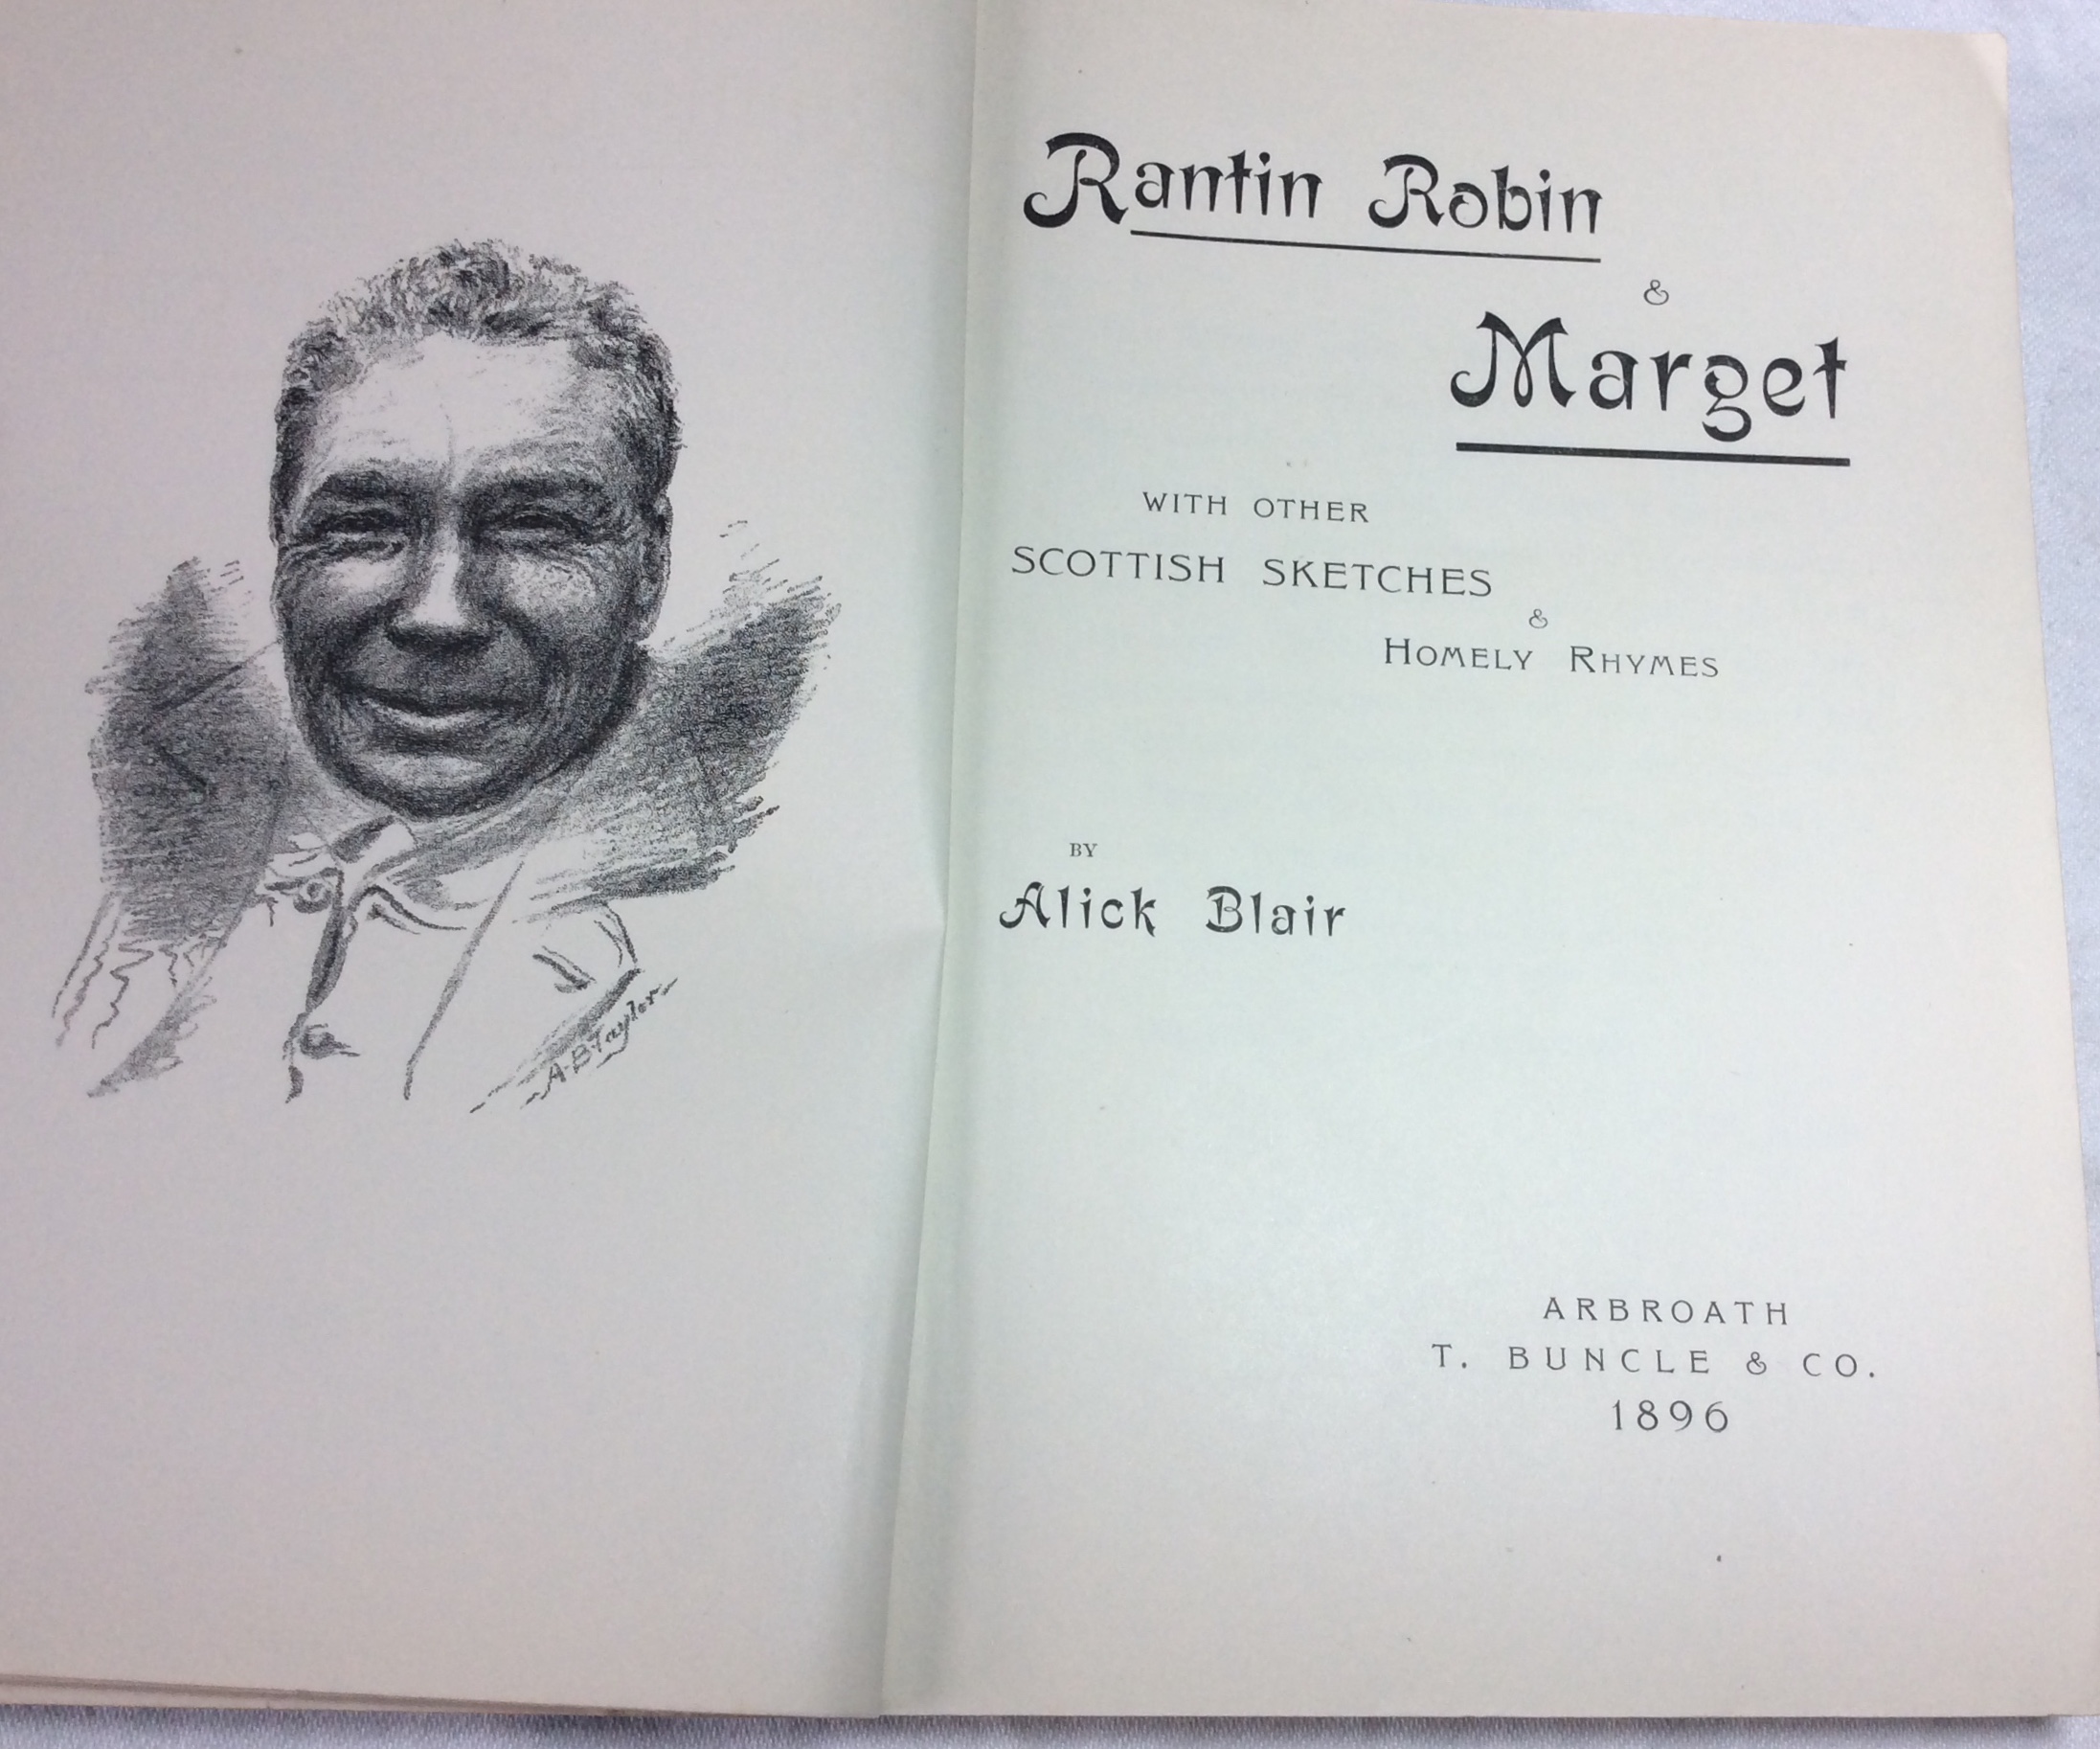 A. B. Taylor
Rantin Robin
&
Marget
WITH OTHER
SCOTTISH SKETCHES
&
HOMELY RHYMES
BY
Alick Blair
ARBROATH
T. BUNCLE & CO.
1896